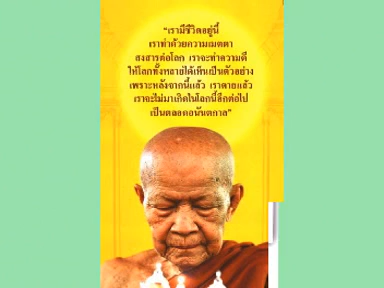 “เรามีชีวิตอยู่นี้
เราทำด้วยความเมตตา
สงสารต่อโลก เราจะทำความดี
ให้โลกทั้งหลายได้เห็นเป็นตัวอย่าง
เพราะหลังจากนี้แล้ว เราตายแล้ว
เราจะไม่มาเกิดในโลกนี้อีกต่อไป
เป็นตลอดอนันตกาล”